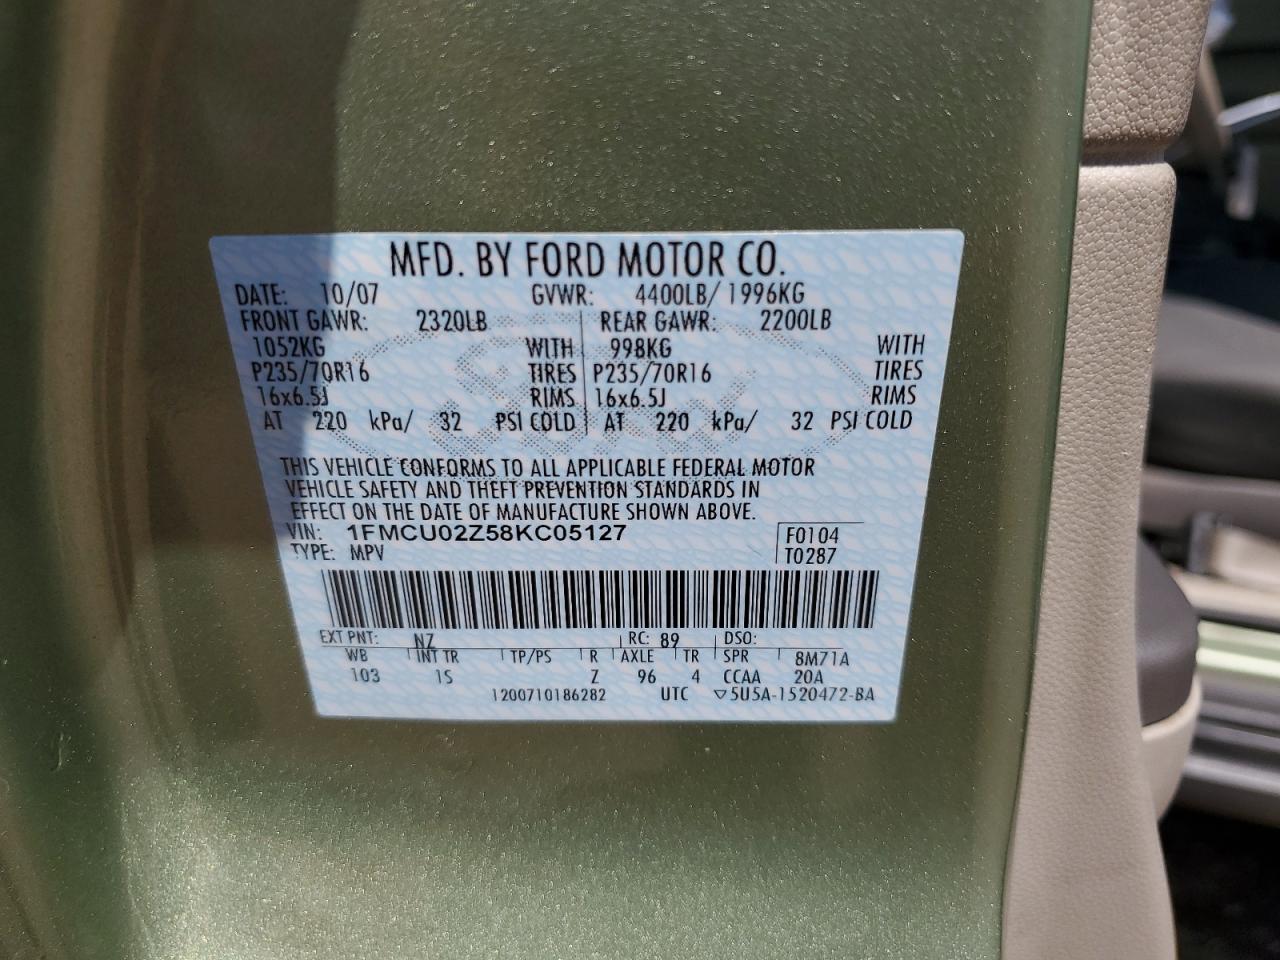 MFD. BY FORD MOTOR CO.
DATE: 10/07 GVWR: 4400LB/ 1996KG
FRONT GAWR: 2320LB REAR GAWR: 2200LB
1052KG WITH 998KG WITH
P235/70R16 TIRES P235/70R16 TIRES
16x6.5J RIMS 16x6.5J RIMS
AT 220 kPa/ 32 PSI COLD AT 220 kPa/ 32 PSI COLD
THIS VEHICLE CONFORMS TO ALL APPLICABLE FEDERAL MOTOR
VEHICLE SAFETY AND THEFT PREVENTION STANDARDS IN
EFFECT ON THE DATE OF MANUFACTURE SHOWN ABOVE.
VIN: 1FMCU02Z58KC05127 F0104
TYPE: MPV T0287
EXT PNT: NZ RC: 89 DSO:
WB INT TR TP/PS R AXLE TR SPR 8M71A
103 1S Z 96 4 CCAA 20A
1200710186282 UTC ▽5U5A-1520472-BA